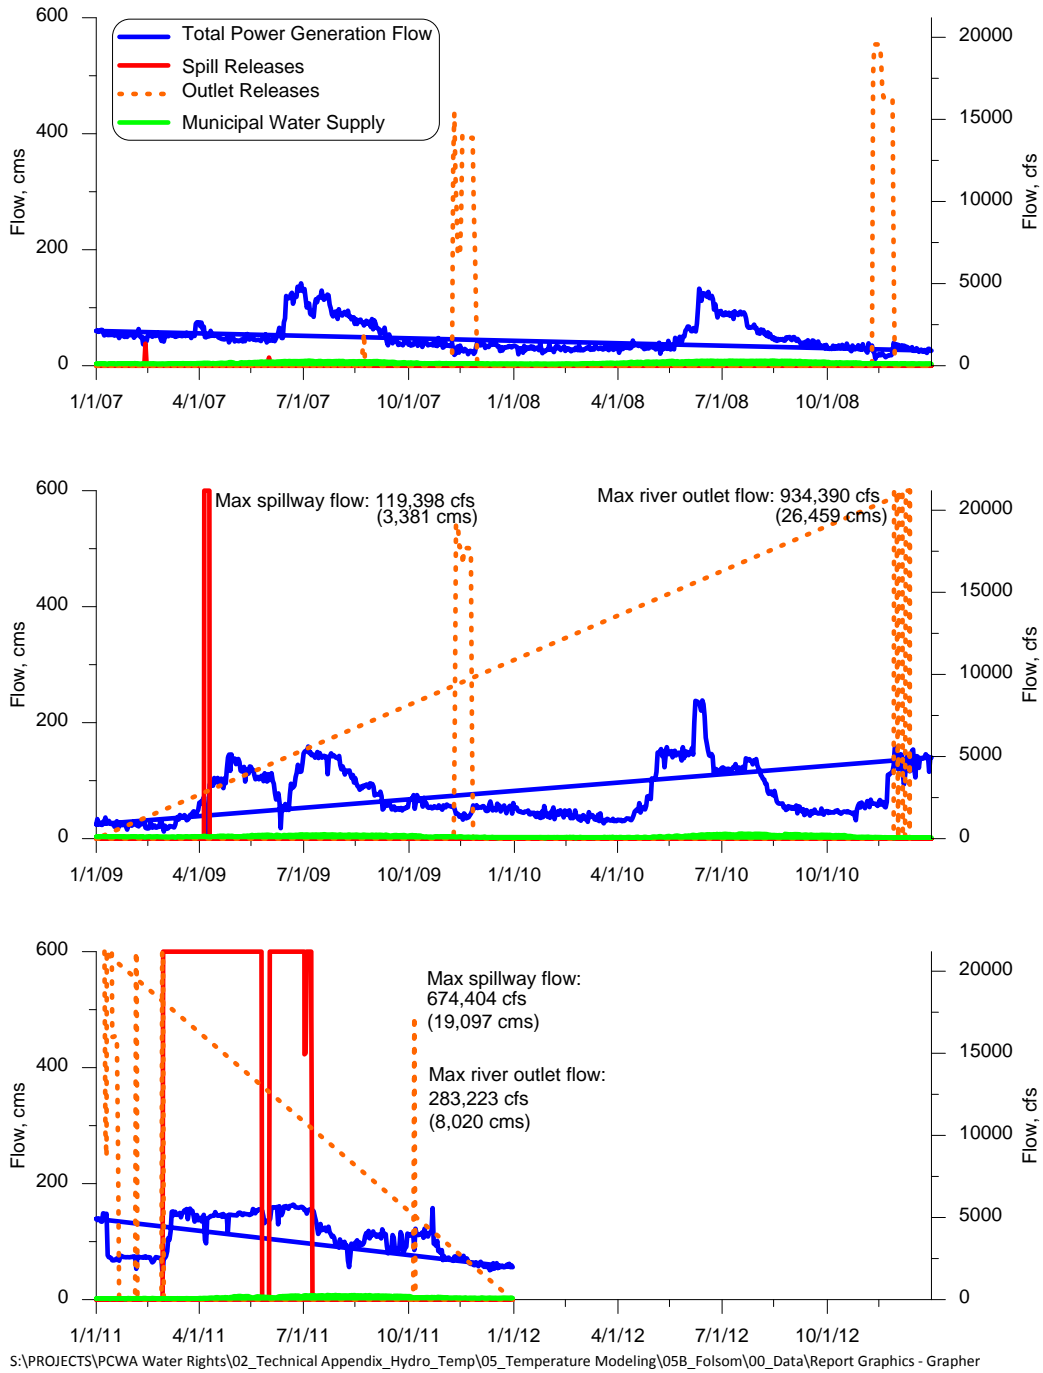 600
400
200
0
Flow, cms
Total Power Generation Flow
Spill Releases
Outlet Releases
Municipal Water Supply
20000
15000
10000
5000
0
Flow, cfs
1/1/07 4/1/07 7/1/07 10/1/07 1/1/08 4/1/08 7/1/08 10/1/08
600
400
200
0
Flow, cms
Max spillway flow: 119,398 cfs
(3,381 cms)
Max river outlet flow: 934,390 cfs
(26,459 cms)
20000
15000
10000
5000
0
Flow, cfs
1/1/09 4/1/09 7/1/09 10/1/09 1/1/10 4/1/10 7/1/10 10/1/10
600
400
200
0
Flow, cms
Max spillway flow:
674,404 cfs
(19,097 cms)
Max river outlet flow:
283,223 cfs
(8,020 cms)
20000
15000
10000
5000
0
Flow, cfs
1/1/11 4/1/11 7/1/11 10/1/11 1/1/12 4/1/12 7/1/12 10/1/12
S:\PROJECTS\PCWA Water Rights\02_Technical Appendix_Hydro_Temp\05_Temperature Modeling\05B_Folsom\00_Data\Report Graphics - Grapher